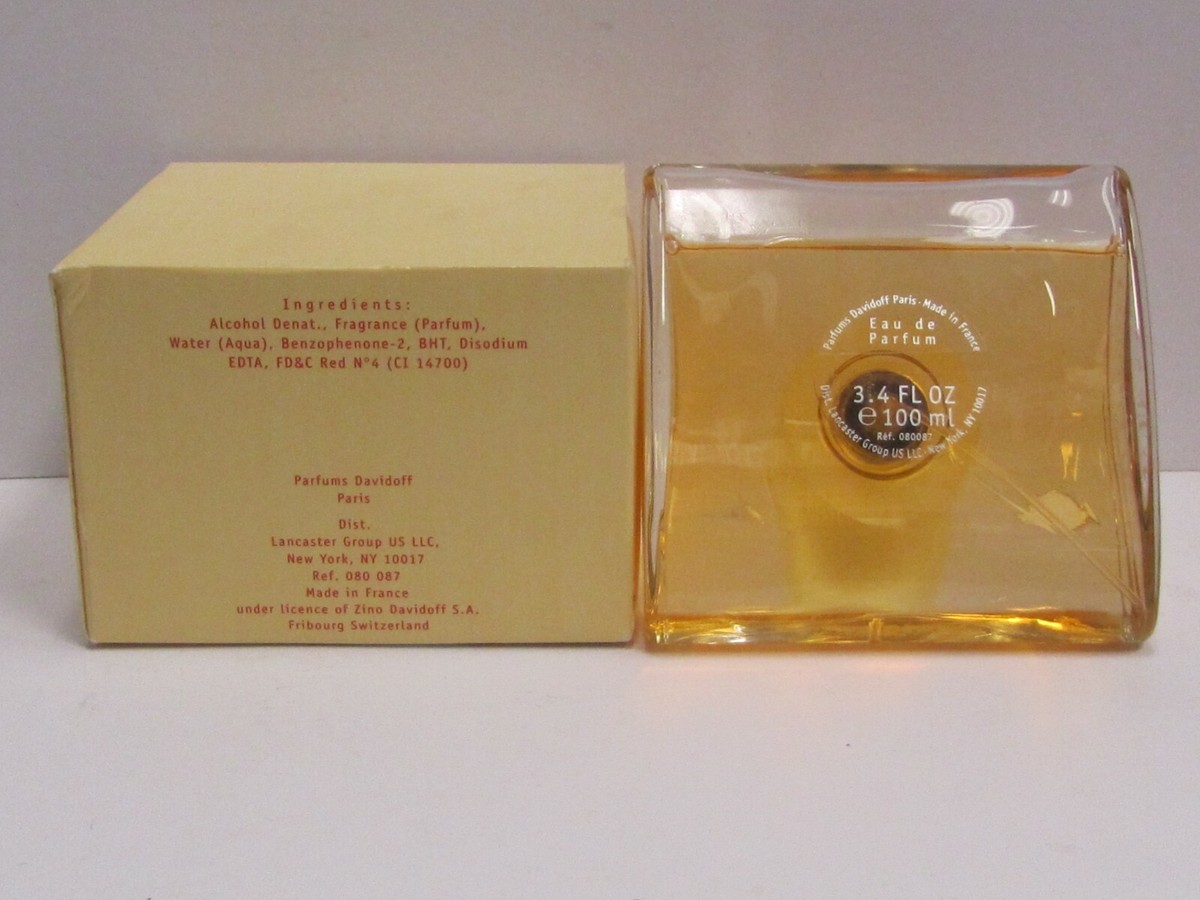 Ingredients:
Alcohol Denat., Fragrance (Parfum),
Water (Aqua), Benzophenone-2, BHT, Disodium
EDTA, FD&C Red N°4 (CI 14700)
Parfums Davidoff
Paris
Dist.
Lancaster Group US LLC,
New York, NY 10017
Ref. 080 087
Made in France
under licence of Zino Davidoff S.A.
Fribourg Switzerland
Parfums Davidoff Paris - Made in France
Eau de
Parfum
3.4 FL OZ
℮ 100 ml
Réf. 080087
Dist. Lancaster Group US LLC - New York, NY 10017